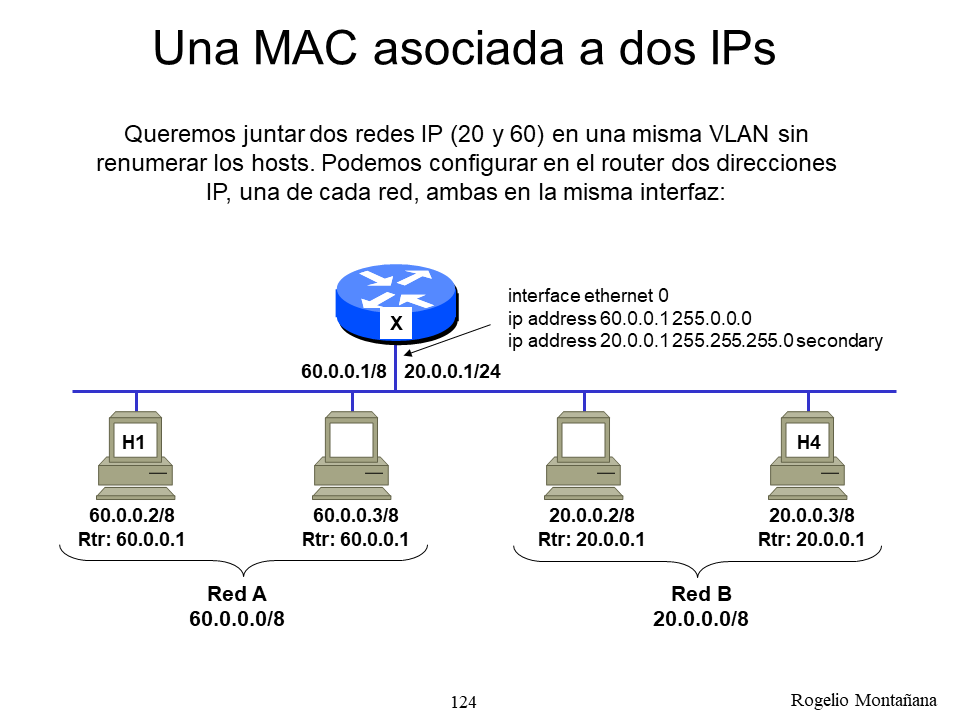 Una MAC asociada a dos IPs
Queremos juntar dos redes IP (20 y 60) en una misma VLAN sin
renumerar los hosts. Podemos configurar en el router dos direcciones
IP, una de cada red, ambas en la misma interfaz:
interface ethernet 0
ip address 60.0.0.1 255.0.0.0
ip address 20.0.0.1 255.255.255.0 secondary
X
60.0.0.1/8 20.0.0.1/24
H1 H4
60.0.0.2/8 60.0.0.3/8 20.0.0.2/8 20.0.0.3/8
Rtr: 60.0.0.1 Rtr: 60.0.0.1 Rtr: 20.0.0.1 Rtr: 20.0.0.1
Red A Red B
60.0.0.0/8 20.0.0.0/8
124 Rogelio Montañana